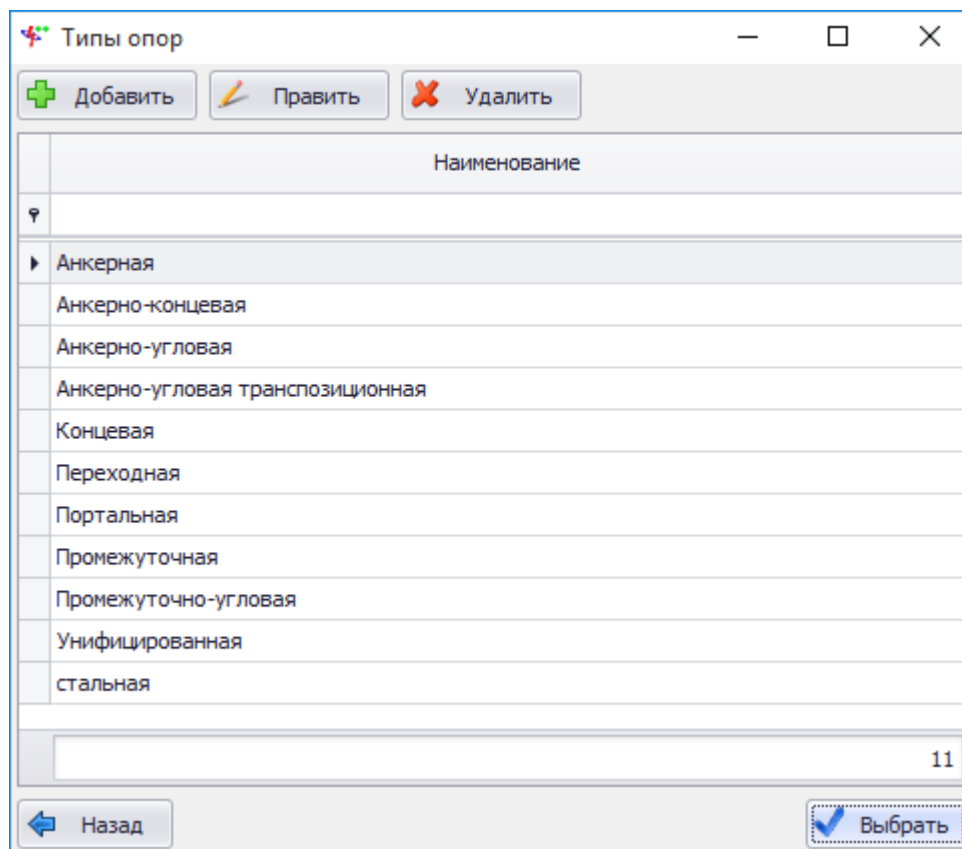 Типы опор
Добавить Править Удалить
Наименование
Анкерная
Анкерно-концевая
Анкерно-угловая
Анкерно-угловая транспозиционная
Концевая
Переходная
Портальная
Промежуточная
Промежуточно-угловая
Унифицированная
стальная
11
Назад Выбрать